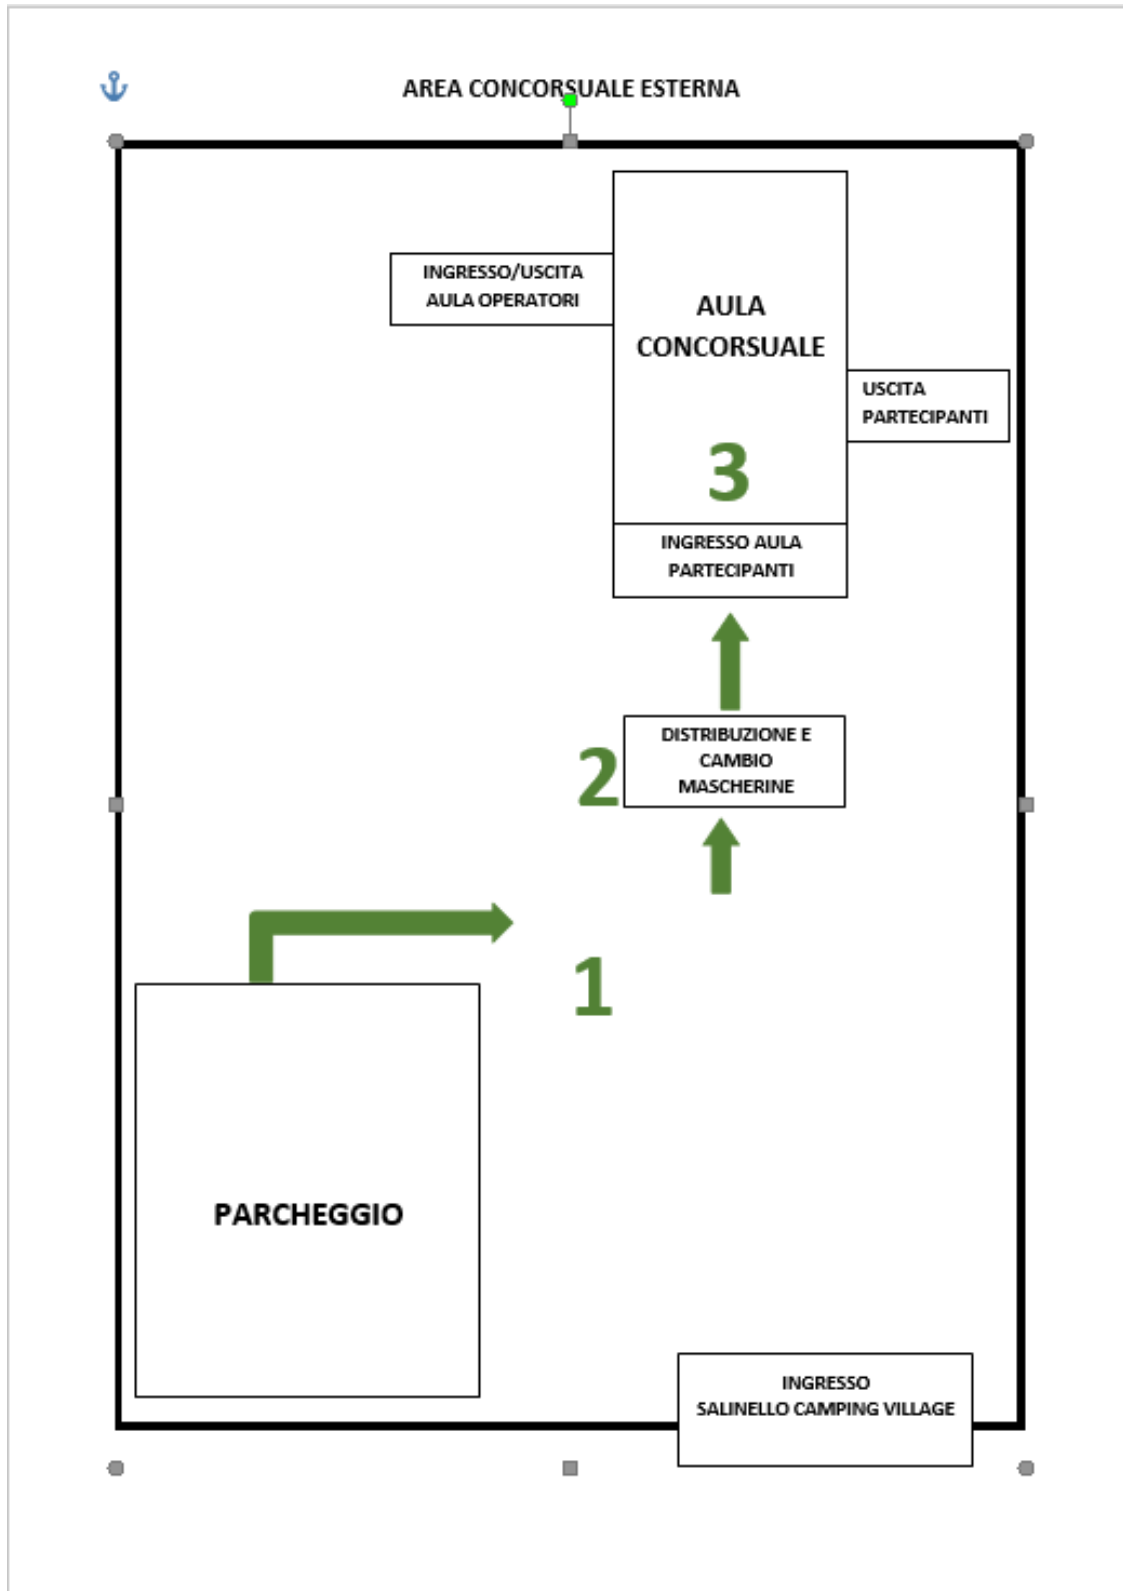 AREA CONCORSUALE ESTERNA
INGRESSO/USCITA
AULA OPERATORI
AULA
CONCORSUALE
USCITA
PARTECIPANTI
3
INGRESSO AULA
PARTECIPANTI
2
DISTRIBUZIONE E
CAMBIO
MASCHERINE
1
PARCHEGGIO
INGRESSO
SALINELLO CAMPING VILLAGE